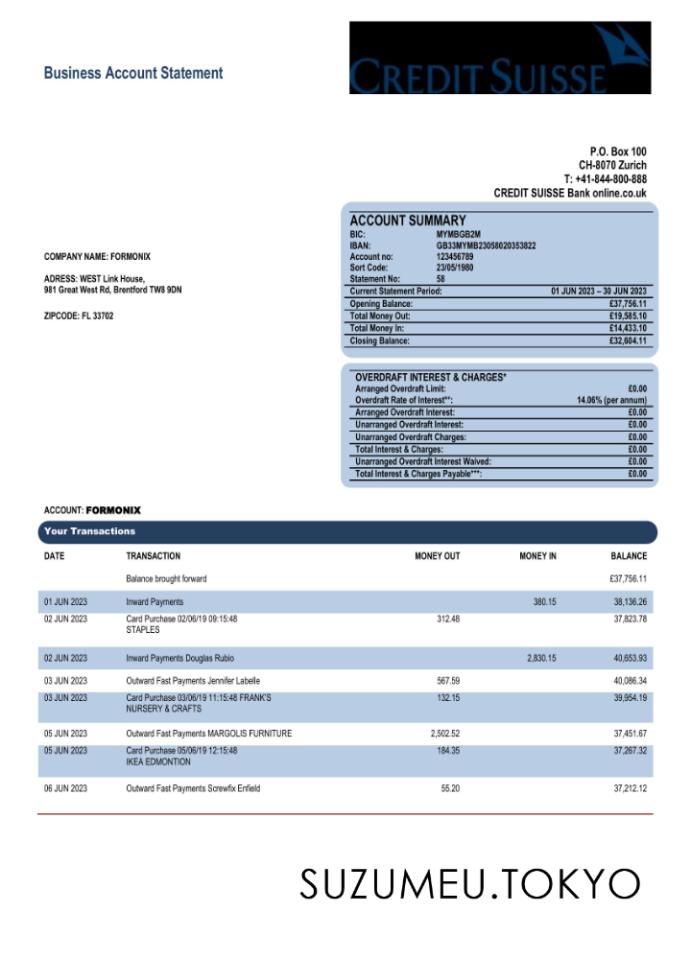 CREDIT SUISSE
Business Account Statement
P.O. Box 100
CH-8070 Zurich
T: +41-844-800-888
CREDIT SUISSE Bank online.co.uk
ACCOUNT SUMMARY
BIC: MYMBGB2M
IBAN: GB33MYMB23058020353822
Account no: 123456789
Sort Code: 23/05/1980
Statement No: 58
Current Statement Period: 01 JUN 2023 – 30 JUN 2023
Opening Balance: £37,756.11
Total Money Out: £19,585.10
Total Money In: £14,433.10
Closing Balance: £32,604.11
COMPANY NAME: FORMONIX
ADRESS: WEST Link House,
981 Great West Rd, Brentford TW8 9DN
ZIPCODE: FL 33702
OVERDRAFT INTEREST & CHARGES*
Arranged Overdraft Limit: £0.00
Overdraft Rate of Interest**: 14.06% (per annum)
Arranged Overdraft Interest: £0.00
Unarranged Overdraft Interest: £0.00
Unarranged Overdraft Charges: £0.00
Total Interest & Charges: £0.00
Unarranged Overdraft Interest Waived: £0.00
Total Interest & Charges Payable***: £0.00
ACCOUNT: FORMONIX
Your Transactions
DATE TRANSACTION MONEY OUT MONEY IN BALANCE
Balance brought forward £37,756.11
01 JUN 2023 Inward Payments 380.15 38,136.26
02 JUN 2023 Card Purchase 02/06/19 09:15:48 312.48 37,823.78
STAPLES
02 JUN 2023 Inward Payments Douglas Rubio 2,830.15 40,653.93
03 JUN 2023 Outward Fast Payments Jennifer Labelle 567.59 40,086.34
03 JUN 2023 Card Purchase 03/06/19 11:15:48 FRANK'S 132.15 39,954.19
NURSERY & CRAFTS
05 JUN 2023 Outward Fast Payments MARGOLIS FURNITURE 2,502.52 37,451.67
05 JUN 2023 Card Purchase 05/06/19 12:15:48 184.35 37,267.32
IKEA EDMONTION
06 JUN 2023 Outward Fast Payments Screwfix Enfield 55.20 37,212.12
SUZUMEU.TOKYO